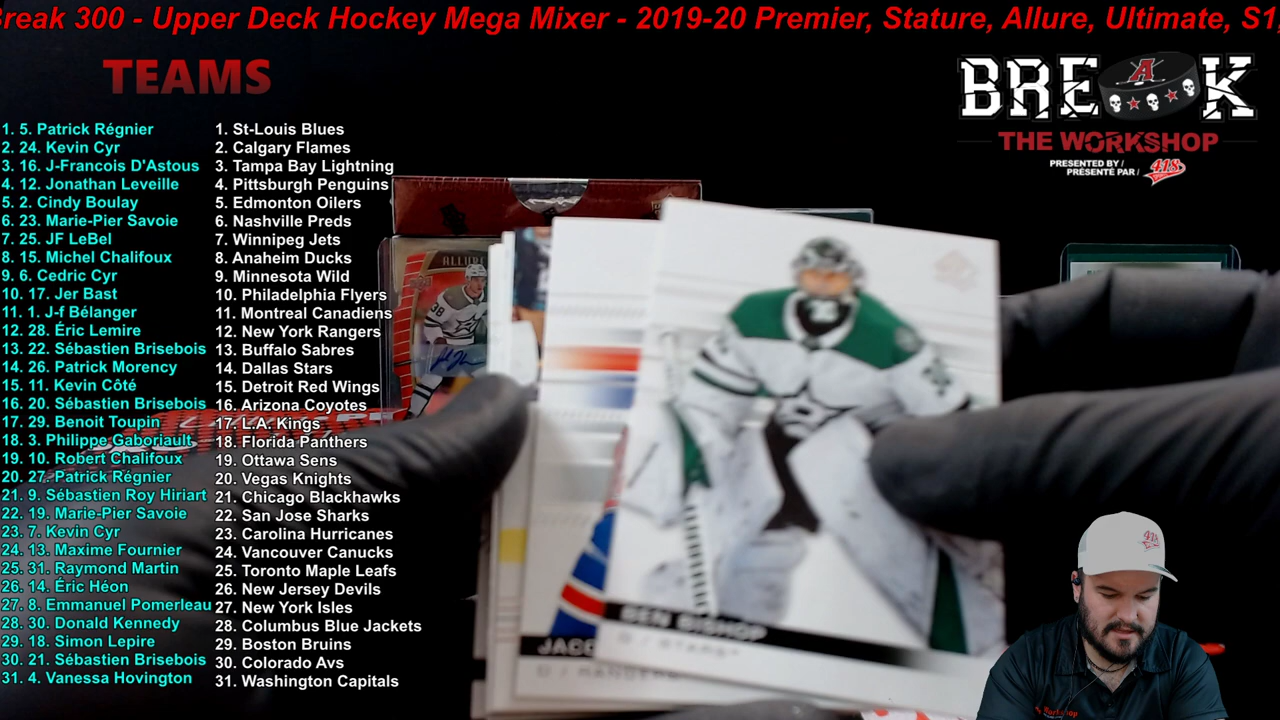 Break 300 - Upper Deck Hockey Mega Mixer - 2019-20 Premier, Stature, Allure, Ultimate, S1,
TEAMS
1. 5. Patrick Régnier
2. 24. Kevin Cyr
3. 16. J-Francois D'Astous
4. 12. Jonathan Leveille
5. 2. Cindy Boulay
6. 23. Marie-Pier Savoie
7. 25. JF LeBel
8. 15. Michel Chalifoux
9. 6. Cedric Cyr
10. 17. Jer Bast
11. 1. J-f Bélanger
12. 28. Éric Lemire
13. 22. Sébastien Brisebois
14. 26. Patrick Morency
15. 11. Kevin Côté
16. 20. Sébastien Brisebois
17. 29. Benoit Toupin
18. 3. Philippe Gaboriault
19. 10. Robert Chalifoux
20. 27. Patrick Régnier
21. 9. Sébastien Roy Hiriart
22. 19. Marie-Pier Savoie
23. 7. Kevin Cyr
24. 13. Maxime Fournier
25. 31. Raymond Martin
26. 14. Éric Héon
27. 8. Emmanuel Pomerleau
28. 30. Donald Kennedy
29. 18. Simon Lepire
30. 21. Sébastien Brisebois
31. 4. Vanessa Hovington
1. St-Louis Blues
2. Calgary Flames
3. Tampa Bay Lightning
4. Pittsburgh Penguins
5. Edmonton Oilers
6. Nashville Preds
7. Winnipeg Jets
8. Anaheim Ducks
9. Minnesota Wild
10. Philadelphia Flyers
11. Montreal Canadiens
12. New York Rangers
13. Buffalo Sabres
14. Dallas Stars
15. Detroit Red Wings
16. Arizona Coyotes
17. L.A. Kings
18. Florida Panthers
19. Ottawa Sens
20. Vegas Knights
21. Chicago Blackhawks
22. San Jose Sharks
23. Carolina Hurricanes
24. Vancouver Canucks
25. Toronto Maple Leafs
26. New Jersey Devils
27. New York Isles
28. Columbus Blue Jackets
29. Boston Bruins
30. Colorado Avs
31. Washington Capitals
BREAK
THE WORKSHOP
PRESENTED BY /
PRÉSENTÉ PAR /
418
ALLURE
38
BEN BISHOP
G / STARS
JACO
418